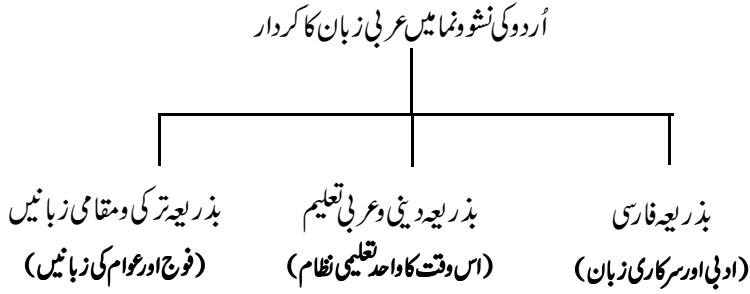 اُردو کی نشوونما میں عربی زبان کا کردار
بذریعہ فارسی
(ادبی اور سرکاری زبان)
بذریعہ دینی و عربی تعلیم
(اس وقت کا واحد تعلیمی نظام)
بذریعہ ترکی و مقامی زبانیں
(فوج اور عوام کی زبانیں)